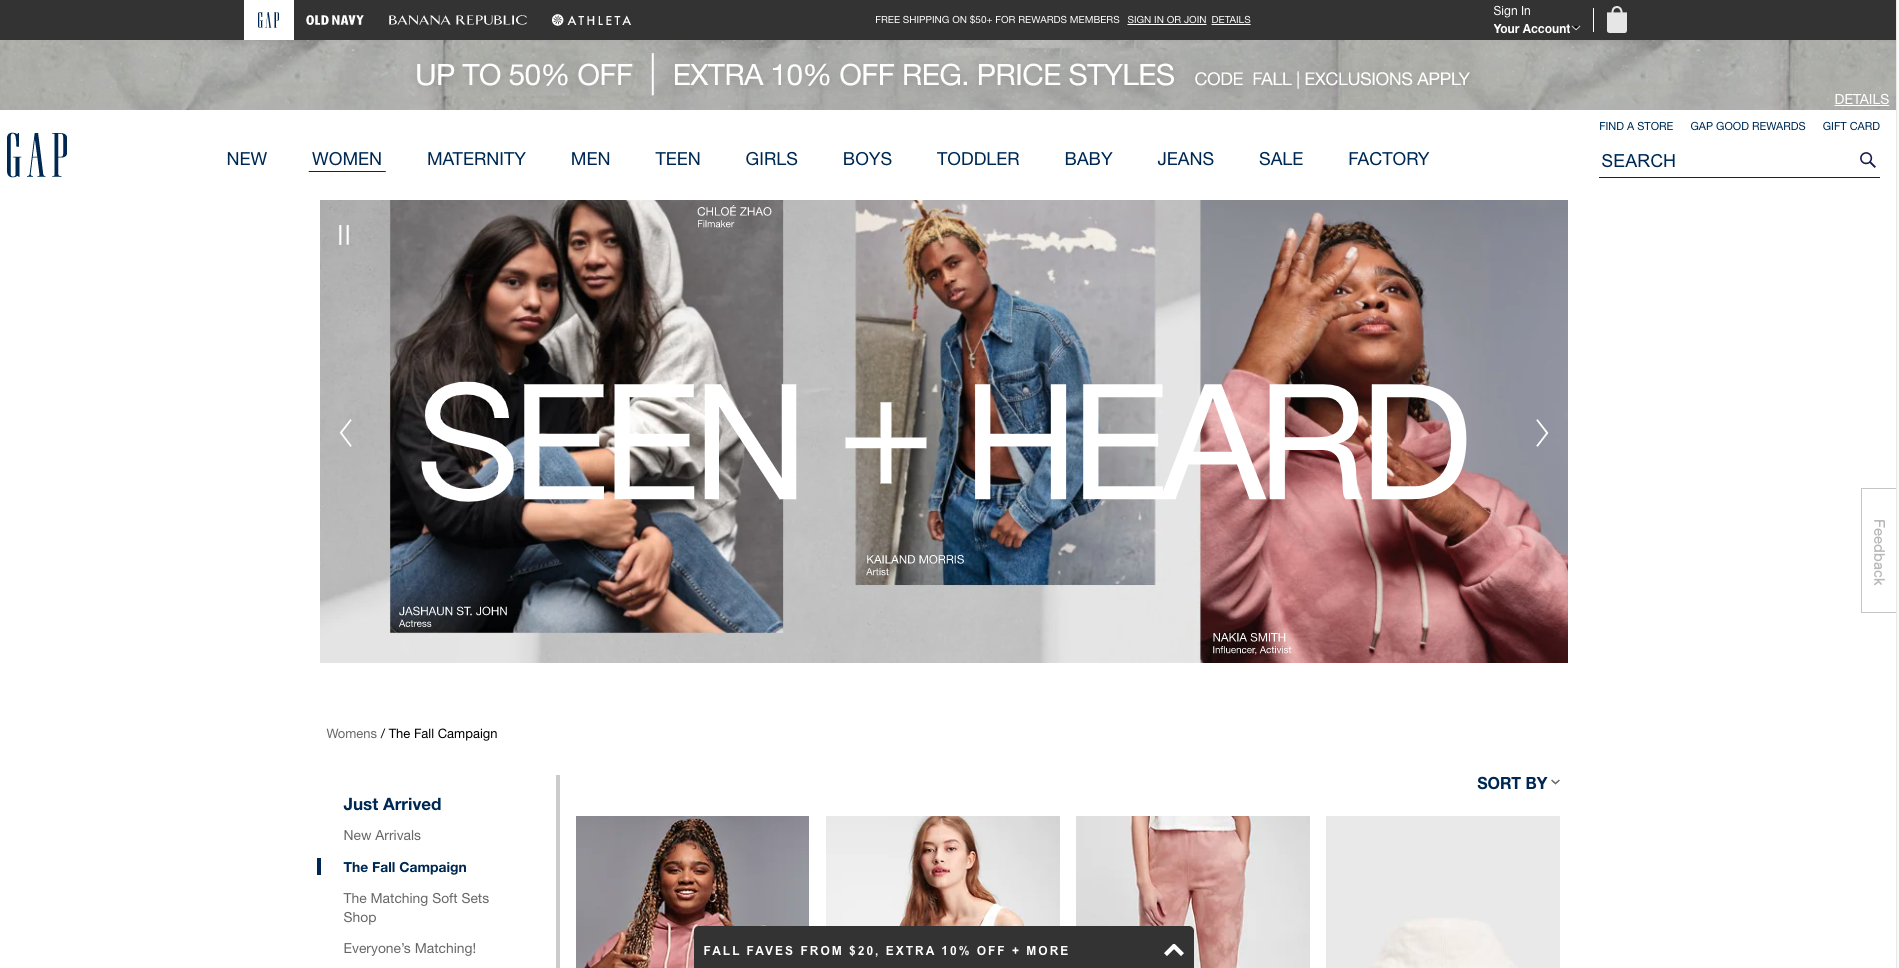 GAP
OLD NAVY
BANANA REPUBLIC
ATHLETA
FREE SHIPPING ON $50+ FOR REWARDS MEMBERS SIGN IN OR JOIN DETAILS
Sign In
Your Account
UP TO 50% OFF | EXTRA 10% OFF REG. PRICE STYLES CODE FALL | EXCLUSIONS APPLY
DETAILS
FIND A STORE GAP GOOD REWARDS GIFT CARD
GAP
NEW WOMEN MATERNITY MEN TEEN GIRLS BOYS TODDLER BABY JEANS SALE FACTORY
SEARCH
CHLOÉ ZHAO
Filmaker
SEEN + HEARD
KAILAND MORRIS
Artist
JASHAUN ST. JOHN
Actress
NAKIA SMITH
Influencer, Activist
Feedback
Womens / The Fall Campaign
SORT BY
Just Arrived
New Arrivals
The Fall Campaign
The Matching Soft Sets
Shop
Everyone's Matching!
FALL FAVES FROM $20, EXTRA 10% OFF + MORE